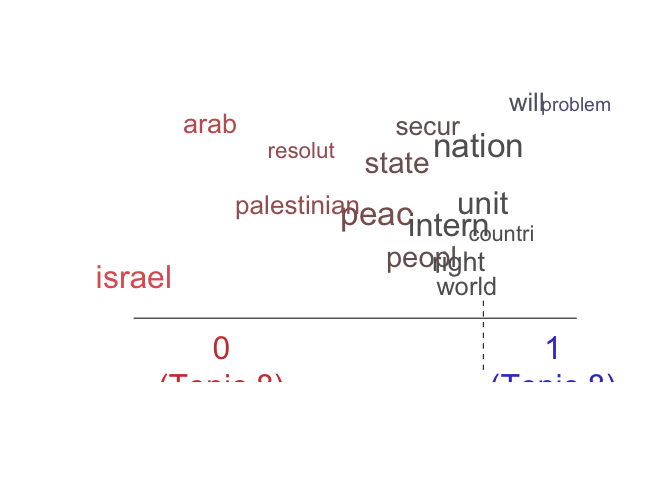 will problem
arab
secur
nation
resolut
state
palestinian
unit
peac
intern
countri
peopl
right
israel
world
0 1
(Topic 8) (Topic 8)